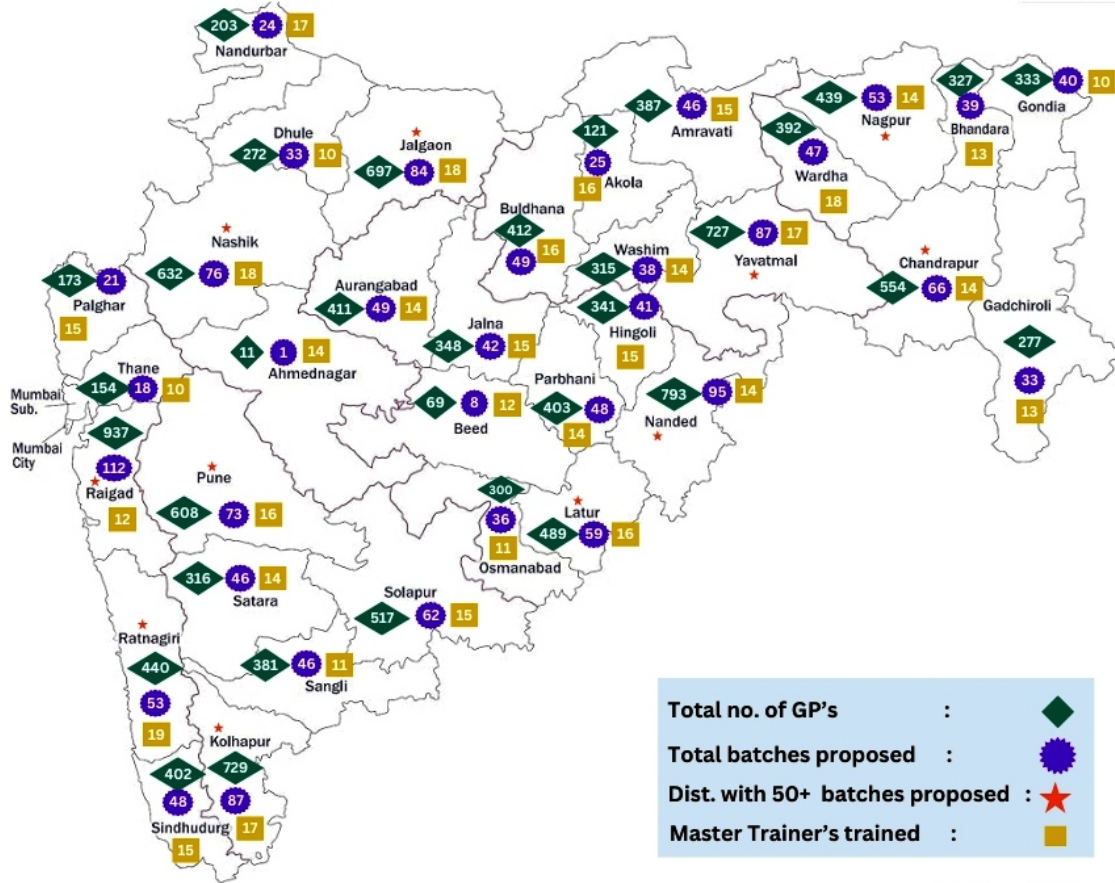 203 24 17
Nandurbar
Dhule
272 33 10
Jalgaon
697 84 18
387 46 15
Amravati
121
25
Akola
16
439 53 14
Nagpur
392
47
Wardha
18
327
39
Bhandara
13
333 40 10
Gondia
Buldhana
412
49 16
Nashik
632 76 18
173 21
Palghar
15
Aurangabad
411 49 14
Washim
315 38 14
727 87 17
Yavatmal
Chandrapur
554 66 14
Gadchiroli
277
33
13
341 41
Hingoli
15
Jalna
348 42 15
11 1 14
Ahmednagar
Thane
154 18 10
Mumbai
Sub.
Mumbai
City
69 8 12
Beed
Parbhani
403 48
14
793 95 14
Nanded
937
112
Raigad
12
Pune
608 73 16
300
36
11
Osmanabad
Latur
489 59 16
316 46 14
Satara
Solapur
517 62 15
381 46 11
Sangli
Ratnagiri
440
53
19
Kolhapur
729
87
17
402
48
Sindhudurg
15
Total no. of GP's :
Total batches proposed :
Dist. with 50+ batches proposed :
Master Trainer's trained :